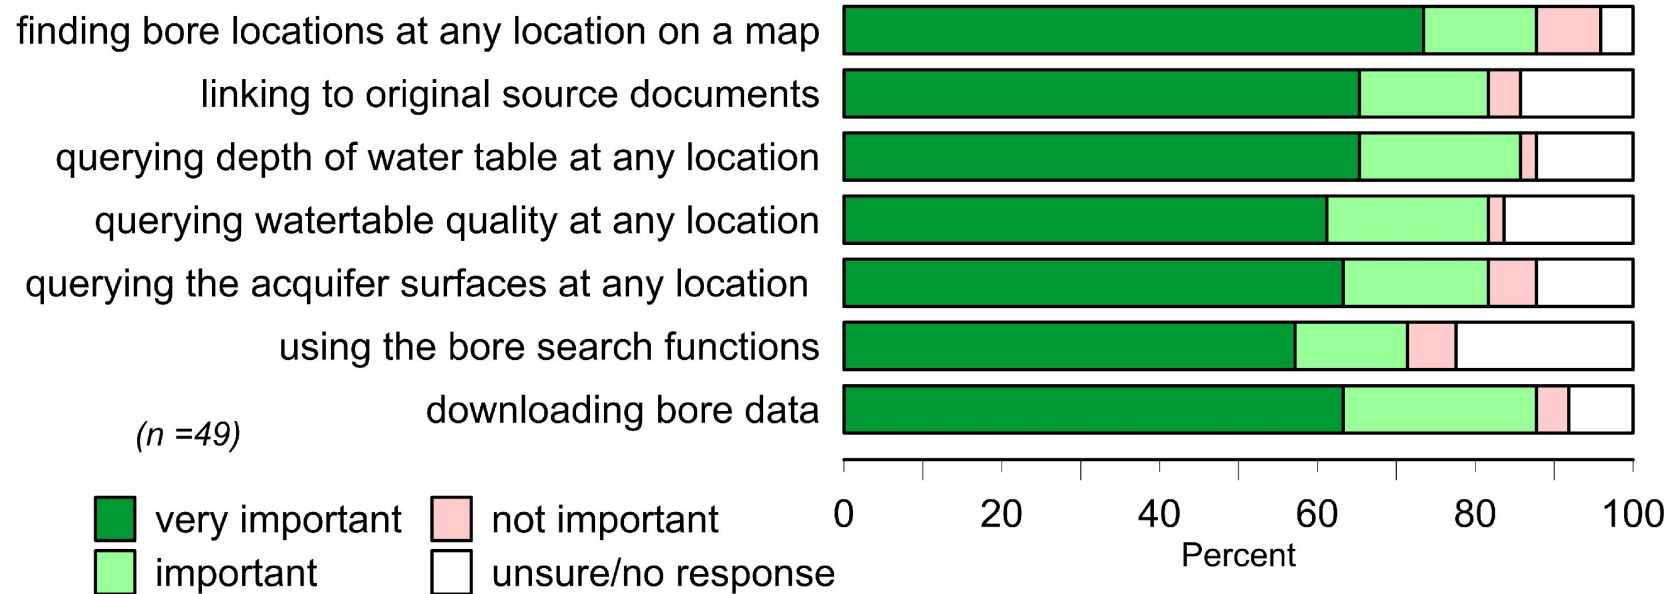 finding bore locations at any location on a map
linking to original source documents
querying depth of water table at any location
querying watertable quality at any location
querying the acquifer surfaces at any location
using the bore search functions
downloading bore data
(n =49)
0 20 40 60 80 100
Percent
very important not important
important unsure/no response